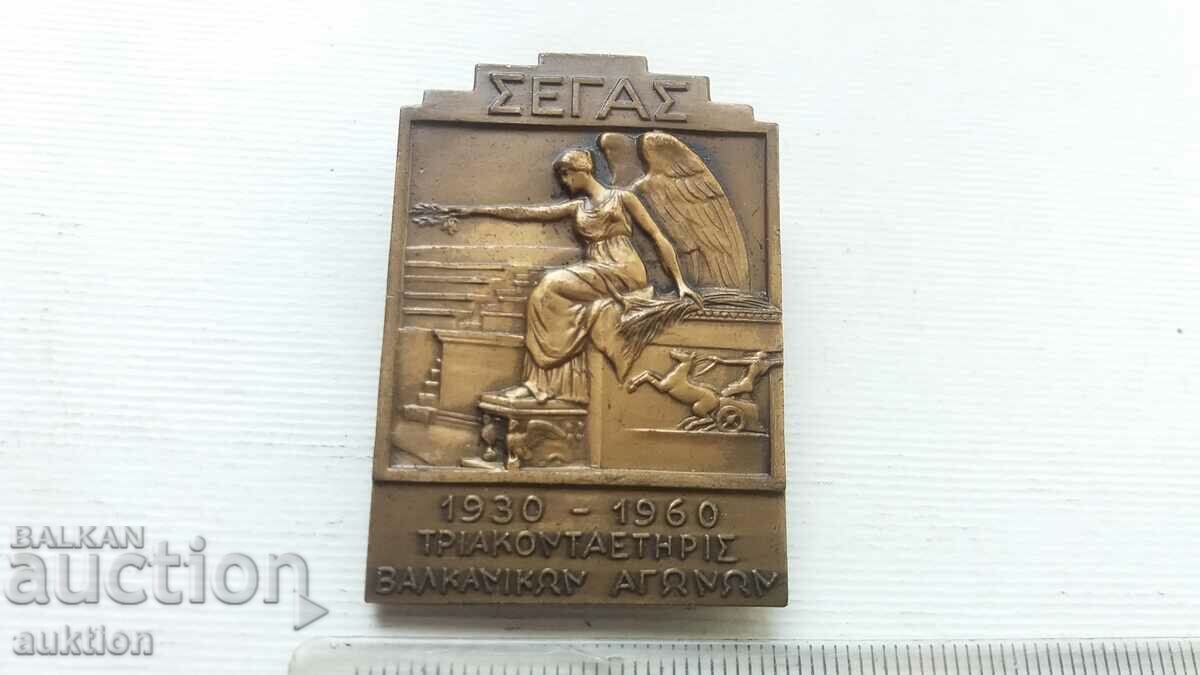 ΣΕΓΑΣ
1930 - 1960
ΤΡΙΑΚΟΝΤΑΕΤΗΡΙΣ
ΒΑΛΚΑΝΙΚΩΝ ΑΓΩΝΩΝ
BALKAN
auction
auktion